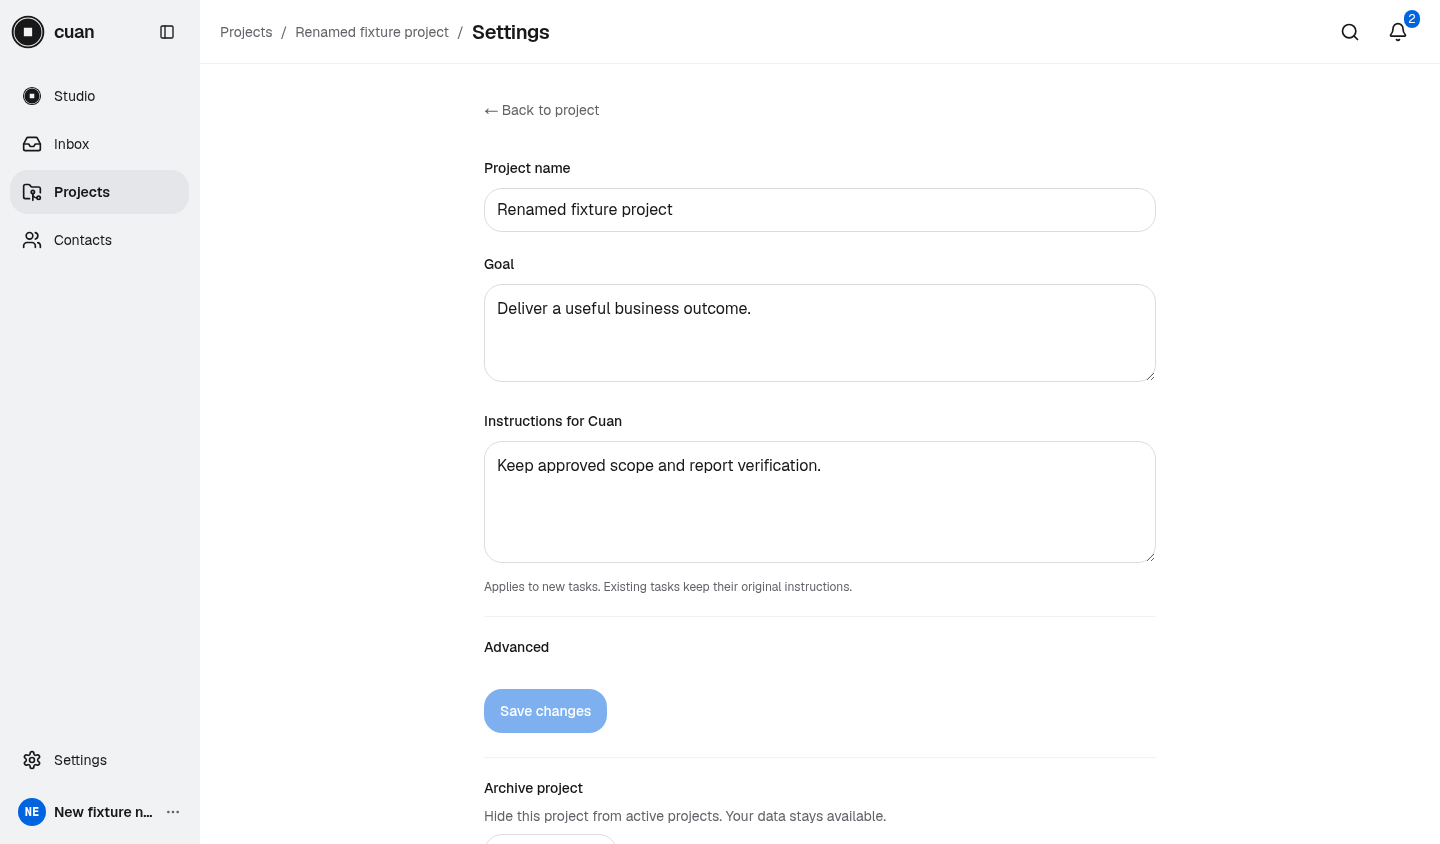 cuan
Projects / Renamed fixture project / Settings
2
Studio
Inbox
Projects
Contacts
← Back to project
Project name
Renamed fixture project
Goal
Deliver a useful business outcome.
Instructions for Cuan
Keep approved scope and report verification.
Applies to new tasks. Existing tasks keep their original instructions.
Advanced
Save changes
Archive project
Hide this project from active projects. Your data stays available.
Settings
NE New fixture n...